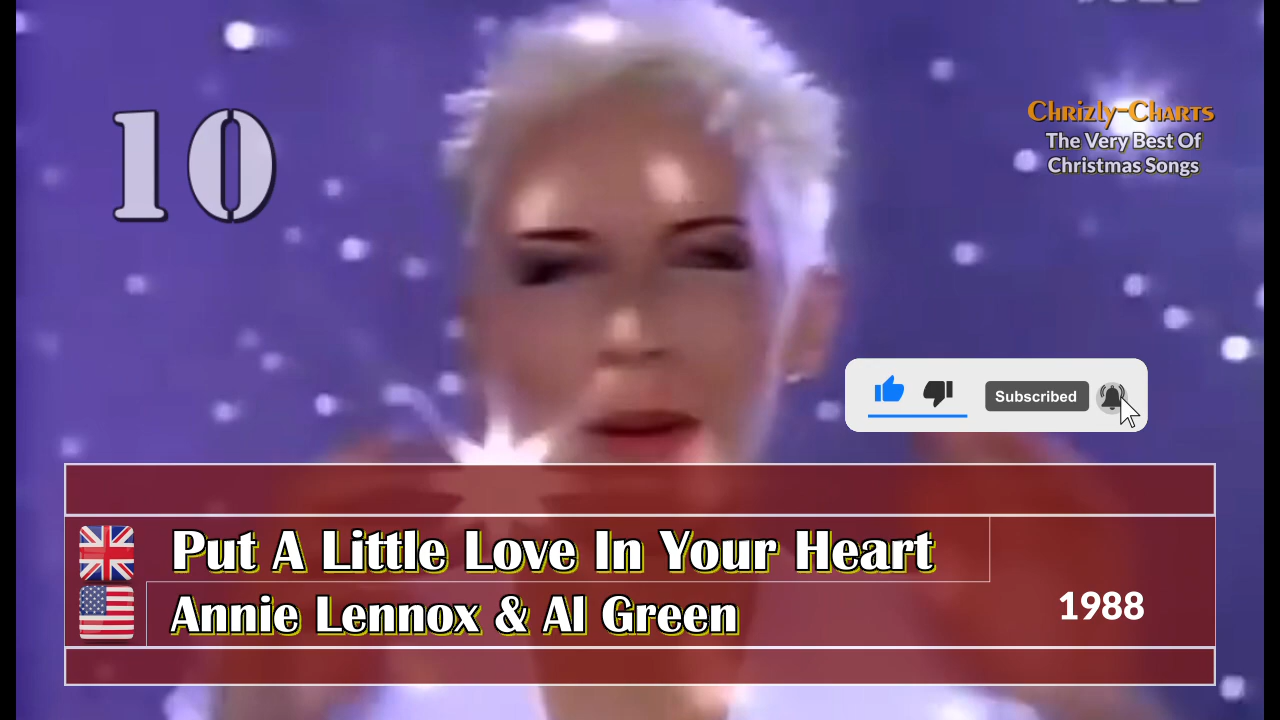 10
Chrizly-Charts
The Very Best Of
Christmas Songs
Subscribed
Put A Little Love In Your Heart
Annie Lennox & Al Green
1988